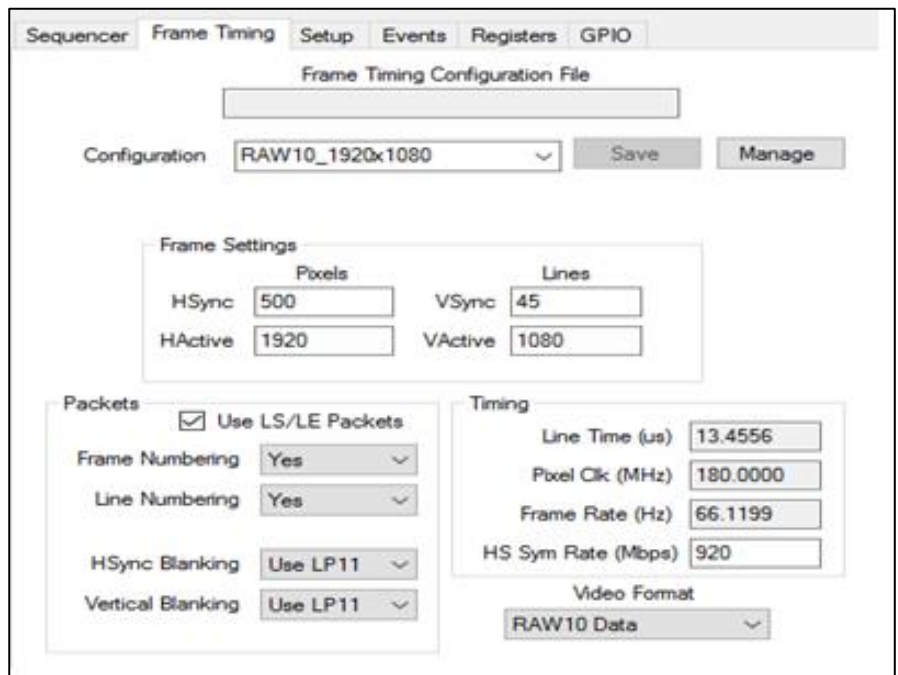 Sequencer Frame Timing Setup Events Registers GPIO
Frame Timing Configuration File
Configuration RAW10_1920x1080 Save Manage
Frame Settings
Pixels Lines
HSync 500 VSync 45
HActive 1920 VActive 1080
Packets
Use LS/LE Packets
Frame Numbering Yes
Line Numbering Yes
HSync Blanking Use LP11
Vertical Blanking Use LP11
Timing
Line Time (us) 13.4556
Pixel Clk (MHz) 180.0000
Frame Rate (Hz) 66.1199
HS Sym Rate (Mbps) 920
Video Format
RAW10 Data